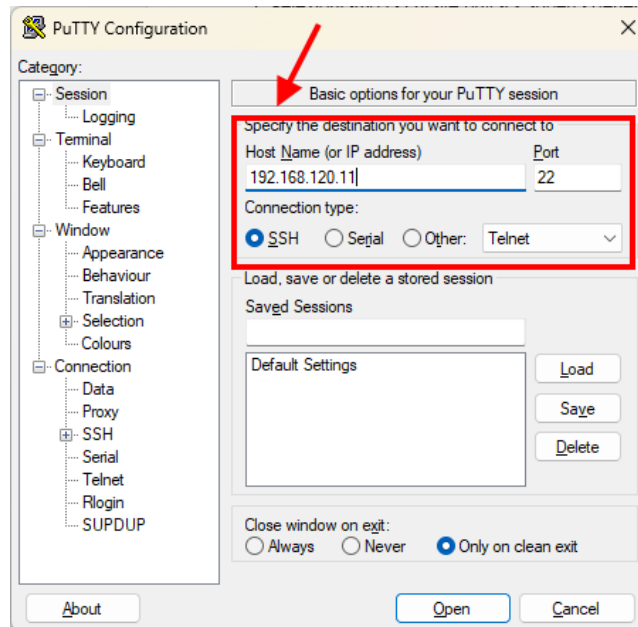 PuTTY Configuration
Category:
Session
Logging
Terminal
Keyboard
Bell
Features
Window
Appearance
Behaviour
Translation
Selection
Colours
Connection
Data
Proxy
SSH
Serial
Telnet
Rlogin
SUPDUP
Basic options for your PuTTY session
Specify the destination you want to connect to
Host Name (or IP address) Port
192.168.120.11 22
Connection type:
SSH Serial Other: Telnet
Load, save or delete a stored session
Saved Sessions
Default Settings
Load
Save
Delete
Close window on exit:
Always Never Only on clean exit
About Open Cancel